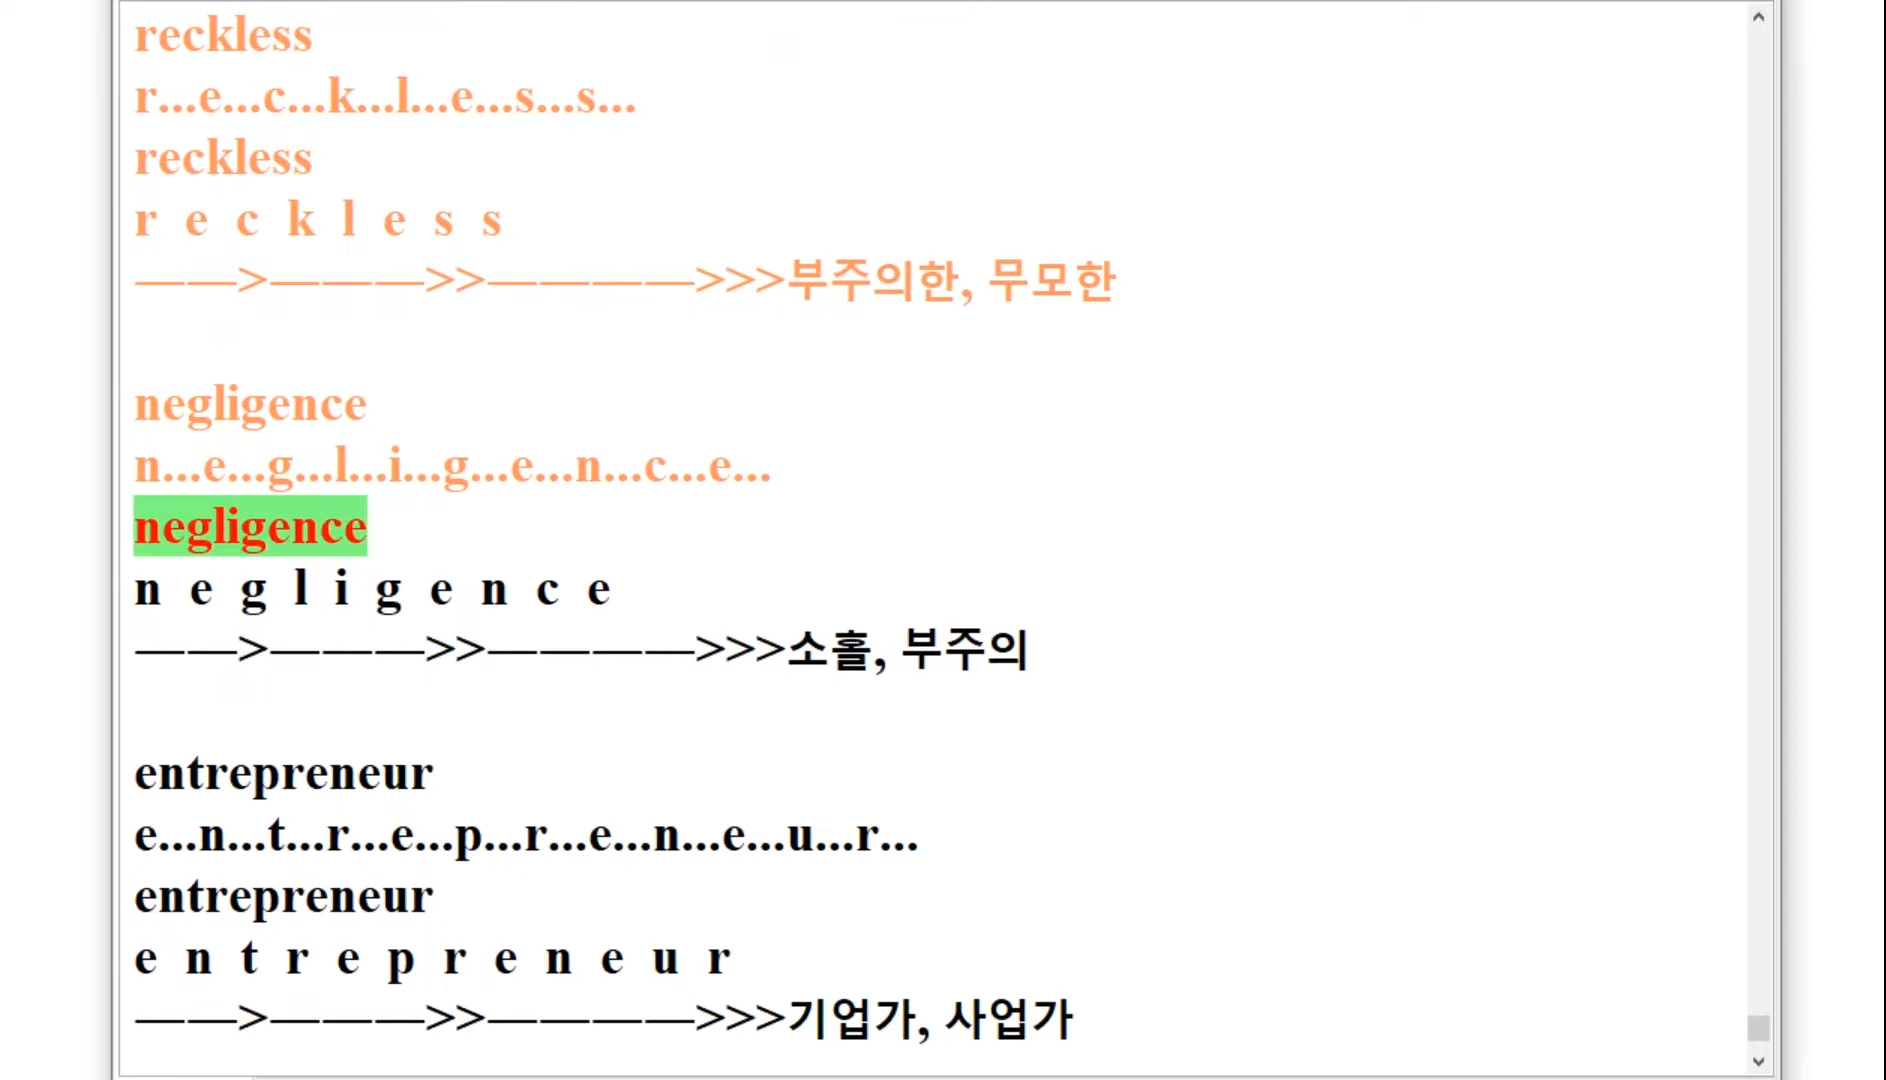 reckless
r...e...c...k...l...e...s...s...
reckless
r e c k l e s s
——>———>>————>>>부주의한, 무모한
negligence
n...e...g...l...i...g...e...n...c...e...
negligence
n e g l i g e n c e
——>———>>————>>>소홀, 부주의
entrepreneur
e...n...t...r...e...p...r...e...n...e...u...r...
entrepreneur
e n t r e p r e n e u r
——>———>>————>>>기업가, 사업가